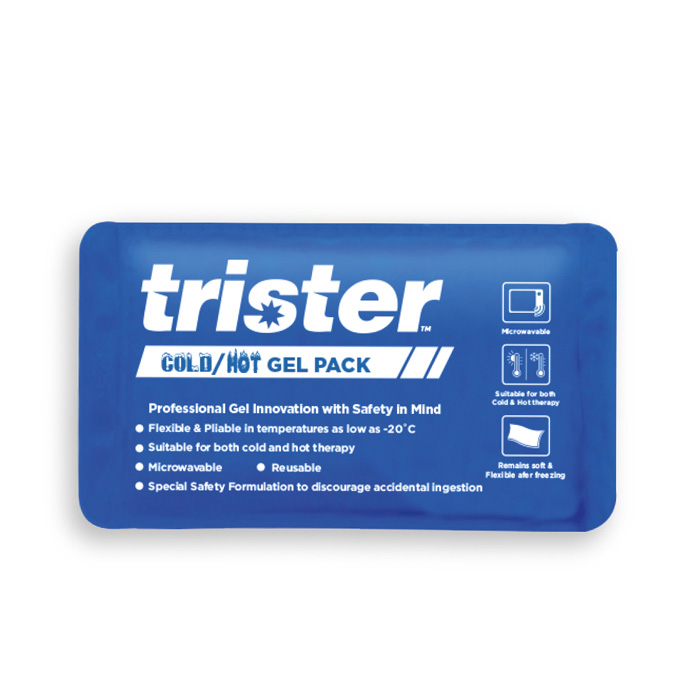 trister™
COLD/HOT GEL PACK
Professional Gel Innovation with Safety in Mind
• Flexible & Pliable in temperatures as low as -20°C
• Suitable for both cold and hot therapy
• Microwavable • Reusable
• Special Safety Formulation to discourage accidental ingestion
Microwavable
Suitable for both
Cold & Hot therapy
Remains soft &
Flexible afer freezing